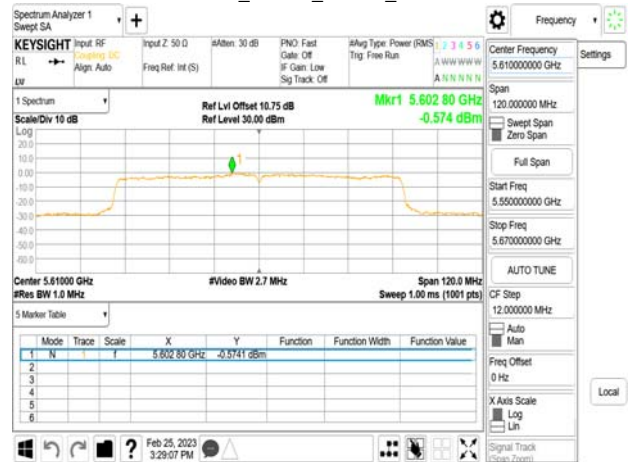 Spectrum Analyzer 1
Swept SA
Frequency
KEYSIGHT Input: RF
RL
Coupling: DC
Align: Auto
Input Z: 50 Ω
Freq Ref: Int (S)
#Atten: 30 dB
PNO: Fast
Gate: Off
IF Gain: Low
Sig Track: Off
#Avg Type: Power (RMS
Trig: Free Run
1 2 3 4 5 6
A WW W W W
A N N N N N
Center Frequency
5.610000000 GHz
Settings
Span
120.000000 MHz
Swept Span
Zero Span
Full Span
Start Freq
5.550000000 GHz
Stop Freq
5.670000000 GHz
AUTO TUNE
CF Step
12.000000 MHz
Auto
Man
Freq Offset
0 Hz
X Axis Scale
Log
Lin
Local
Signal Track
(Span Zoom)
1 Spectrum
Scale/Div 10 dB
Log
Ref Lvl Offset 10.75 dB
Ref Level 30.00 dBm
Mkr1 5.602 80 GHz
-0.574 dBm
20.0
10.0
0.00
-10.0
-20.0
-30.0
-40.0
-50.0
-60.0
1
Center 5.61000 GHz
#Res BW 1.0 MHz
#Video BW 2.7 MHz
Span 120.0 MHz
Sweep 1.00 ms (1001 pts)
5 Marker Table
Mode Trace Scale X Y Function Function Width Function Value
1 N 1 f 5.602 80 GHz -0.5741 dBm
2
3
4
5
6
? Feb 25, 2023
3:29:07 PM